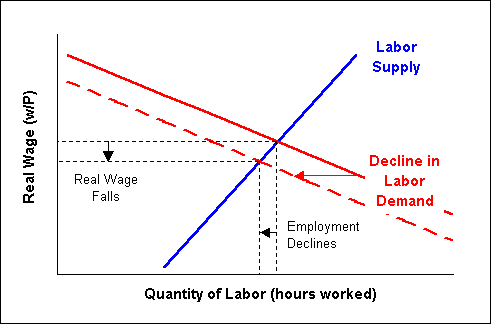 Labor
Supply
Real Wage (w/P)
Real Wage
Falls
Decline in
Labor
Demand
Employment
Declines
Quantity of Labor (hours worked)